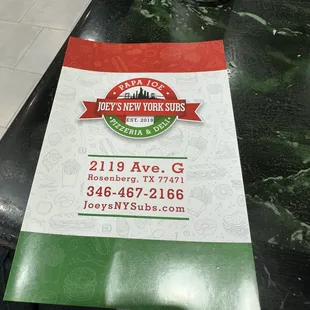 PAPA JOE
JOEY'S NEW YORK SUBS
EST. 2019
PIZZERIA & DELI
2119 Ave. G
Rosenberg, TX 77471
346-467-2166
JoeysNYSubs.com